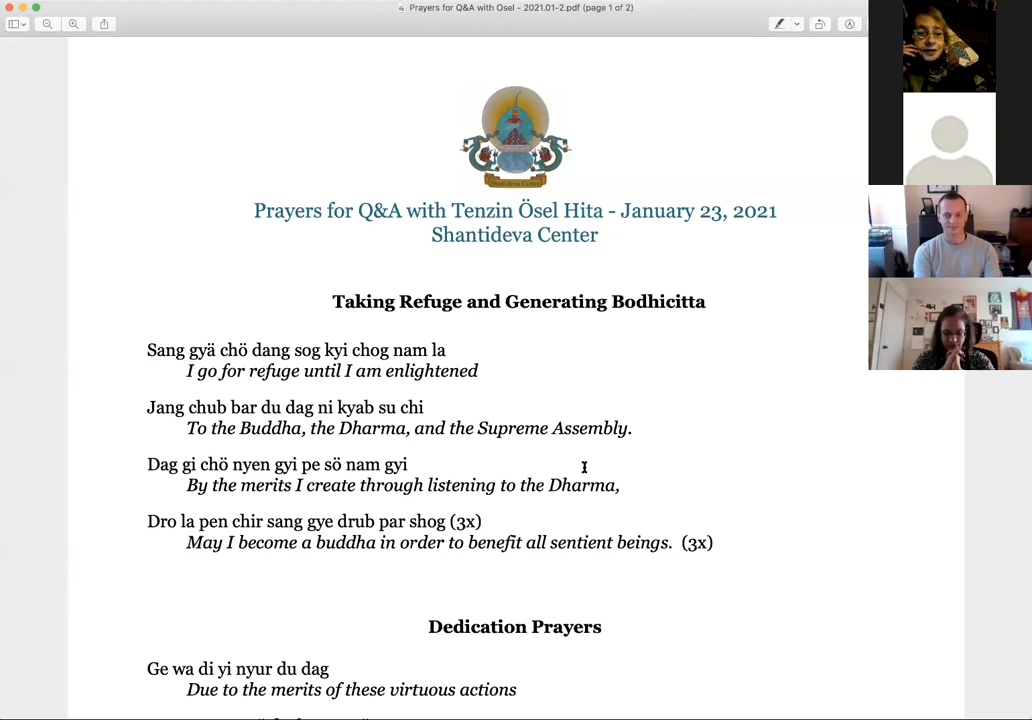 Prayers for Q&A with Osel - 2021.01-2.pdf (page 1 of 2)
Shantideva Center
Prayers for Q&A with Tenzin Ösel Hita - January 23, 2021
Shantideva Center
Taking Refuge and Generating Bodhicitta
Sang gyä chö dang sog kyi chog nam la
I go for refuge until I am enlightened
Jang chub bar du dag ni kyab su chi
To the Buddha, the Dharma, and the Supreme Assembly.
Dag gi chö nyen gyi pe sö nam gyi
By the merits I create through listening to the Dharma,
Dro la pen chir sang gye drub par shog (3x)
May I become a buddha in order to benefit all sentient beings. (3x)
Dedication Prayers
Ge wa di yi nyur du dag
Due to the merits of these virtuous actions